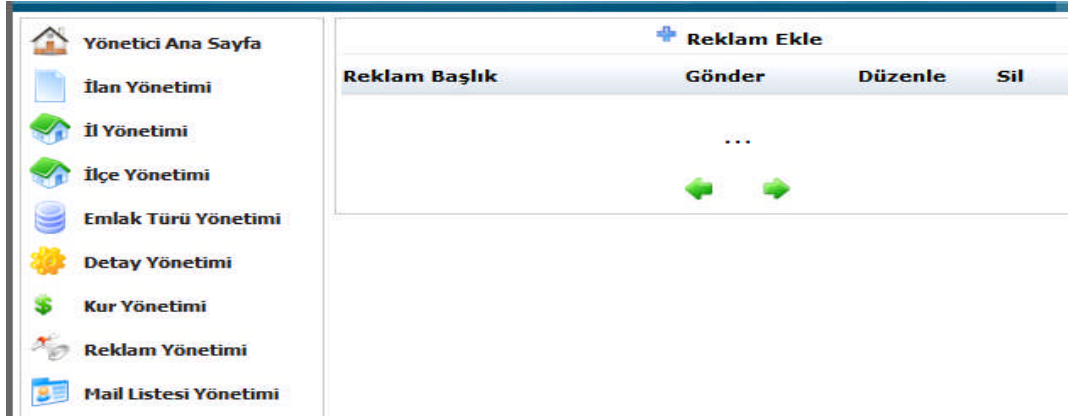 Yönetici Ana Sayfa
İlan Yönetimi
İl Yönetimi
İlçe Yönetimi
Emlak Türü Yönetimi
Detay Yönetimi
Kur Yönetimi
Reklam Yönetimi
Mail Listesi Yönetimi
Reklam Ekle
Reklam Başlık Gönder Düzenle Sil
...